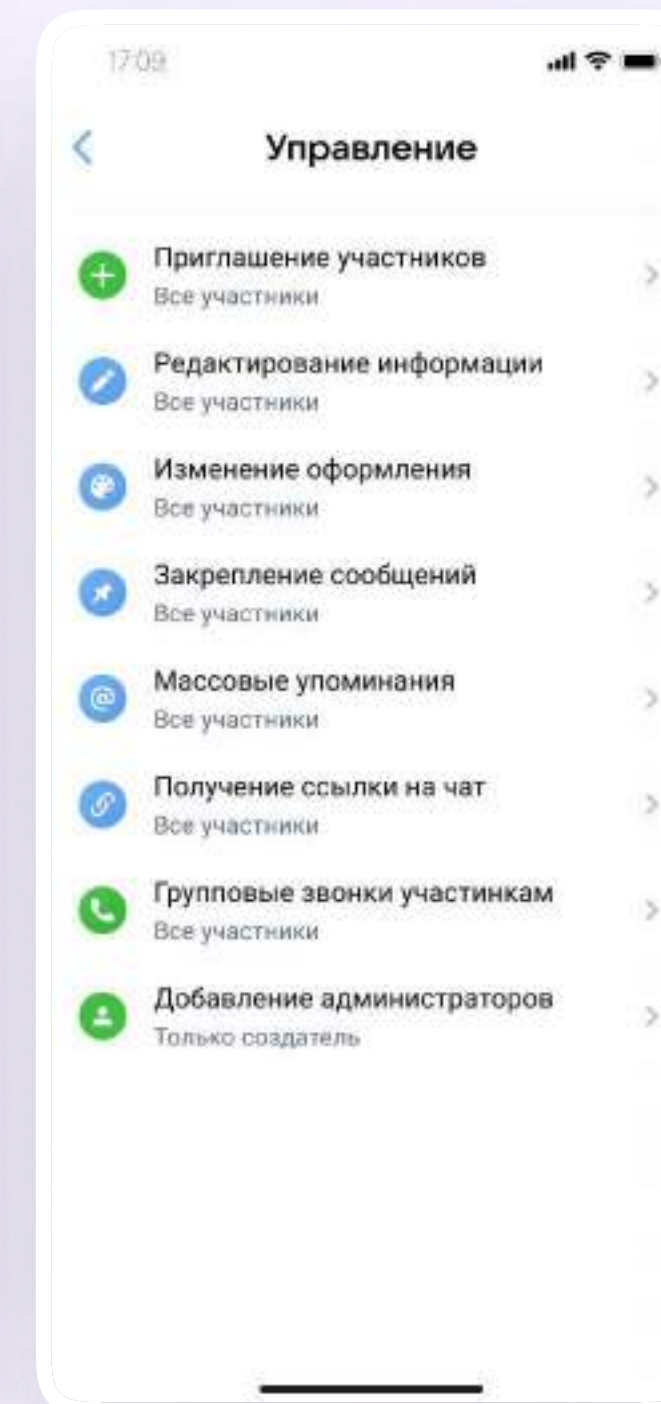 17:09
Управление
Приглашение участников
Все участники
Редактирование информации
Все участники
Изменение оформления
Все участники
Закрепление сообщений
Все участники
Массовые упоминания
Все участники
Получение ссылки на чат
Все участники
Групповые звонки участинкам
Все участники
Добавление администраторов
Только создатель